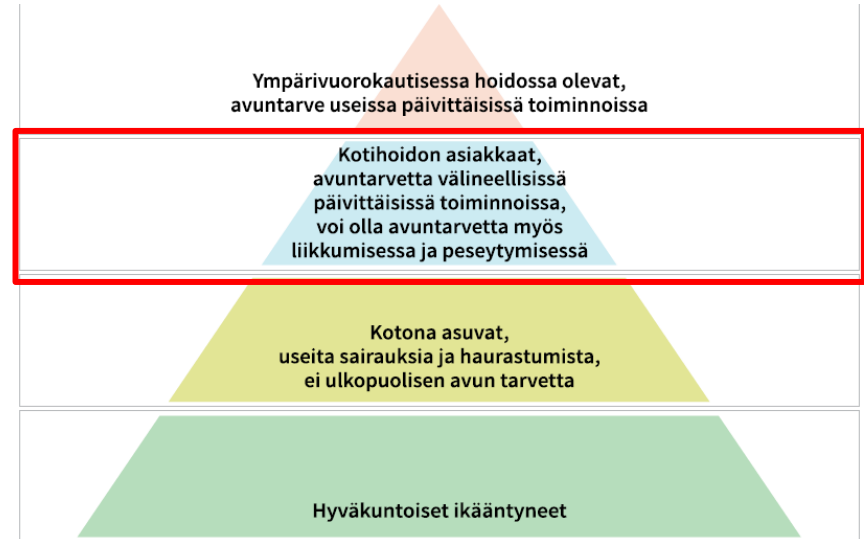 Ympärivuorokautisessa hoidossa olevat,
avuntarve useissa päivittäisissä toiminnoissa
Kotihoidon asiakkaat,
avuntarvetta välineellisissä
päivittäisissä toiminnoissa,
voi olla avuntarvetta myös
liikkumisessa ja peseytymisessä
Kotona asuvat,
useita sairauksia ja haurastumista,
ei ulkopuolisen avun tarvetta
Hyväkuntoiset ikääntyneet